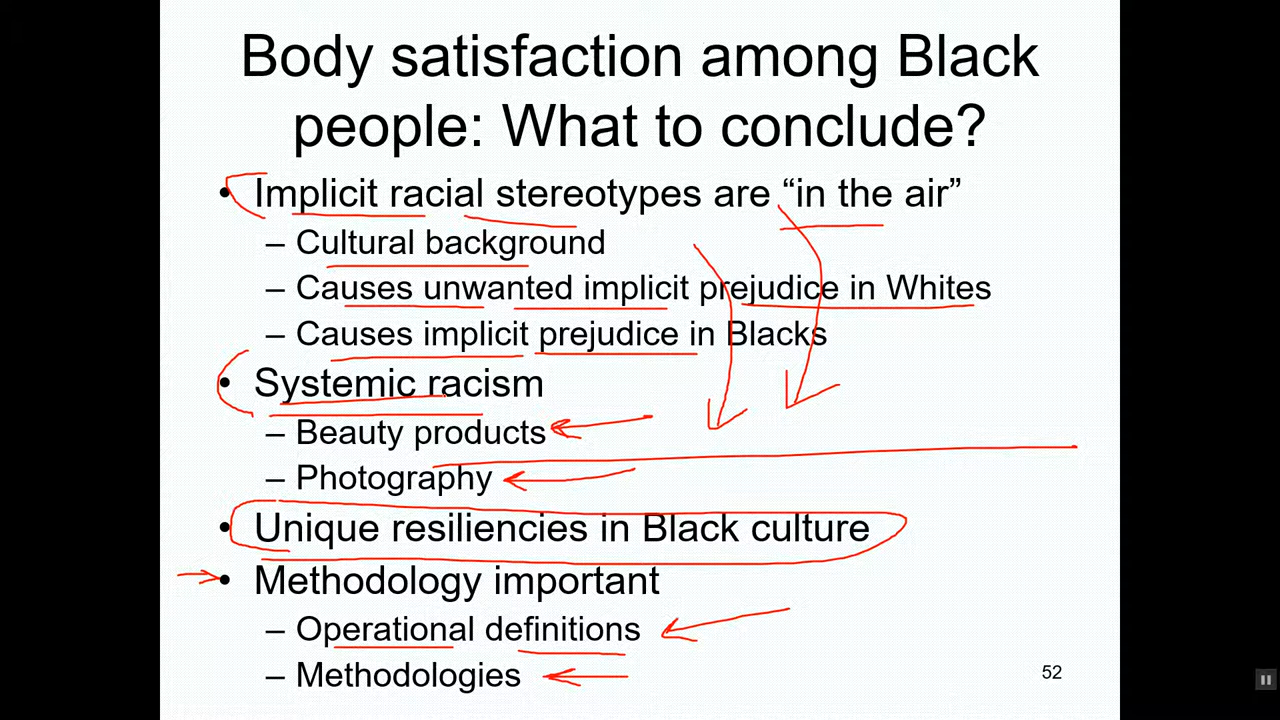 Body satisfaction among Black
people: What to conclude?
• Implicit racial stereotypes are “in the air”
– Cultural background
– Causes unwanted implicit prejudice in Whites
– Causes implicit prejudice in Blacks
• Systemic racism
– Beauty products
– Photography
• Unique resiliencies in Black culture
• Methodology important
– Operational definitions
– Methodologies
52